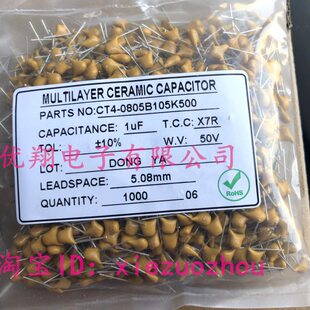 MULTILAYER CERAMIC CAPACITOR
PARTS NO:CT4-0805B105K500
CAPACITANCE: 1uF T.C.C: X7R
TOL: ±10% W.V: 50V
优翔电子有限公司
LOT: DONG YA
LEADSPACE: 5.08mm
QUANTITY: 1000 06
RoHS
淘宝ID: xiezuozhou